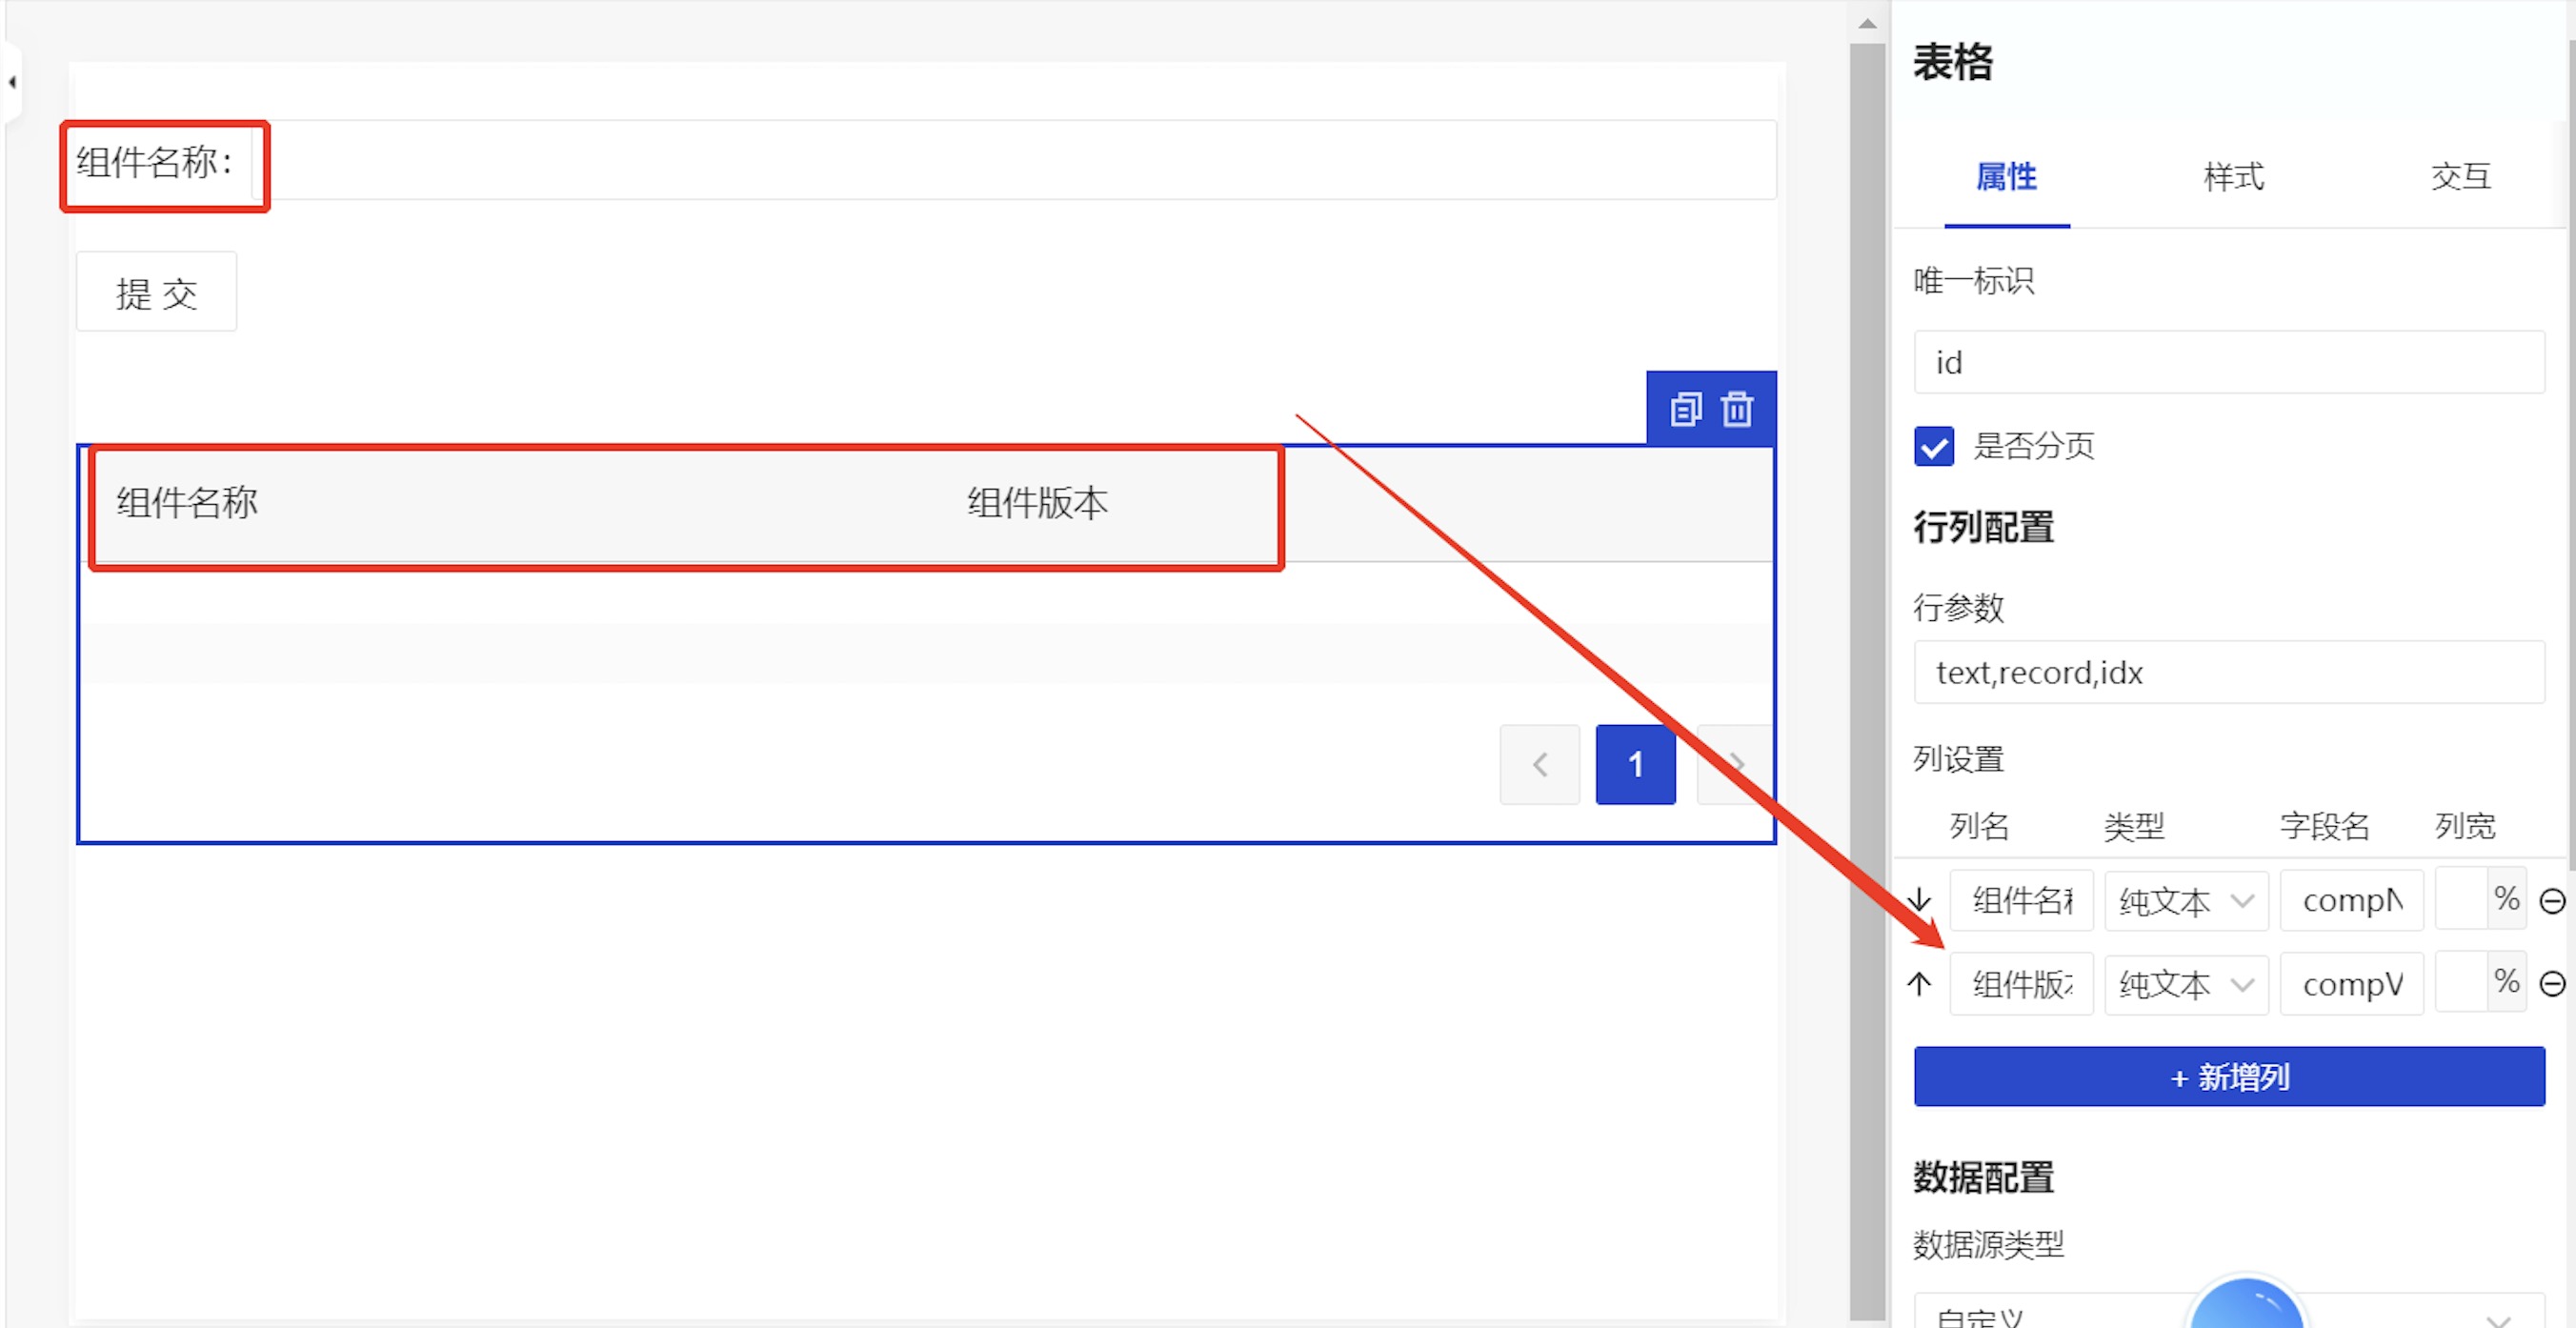 组件名称：
提 交
组件名称 组件版本
1
表格
属性 样式 交互
唯一标识
id
是否分页
行列配置
行参数
text,record,idx
列设置
列名 类型 字段名 列宽
组件名 纯文本 comp %
组件版 纯文本 compV %
+ 新增列
数据配置
数据源类型
自定义